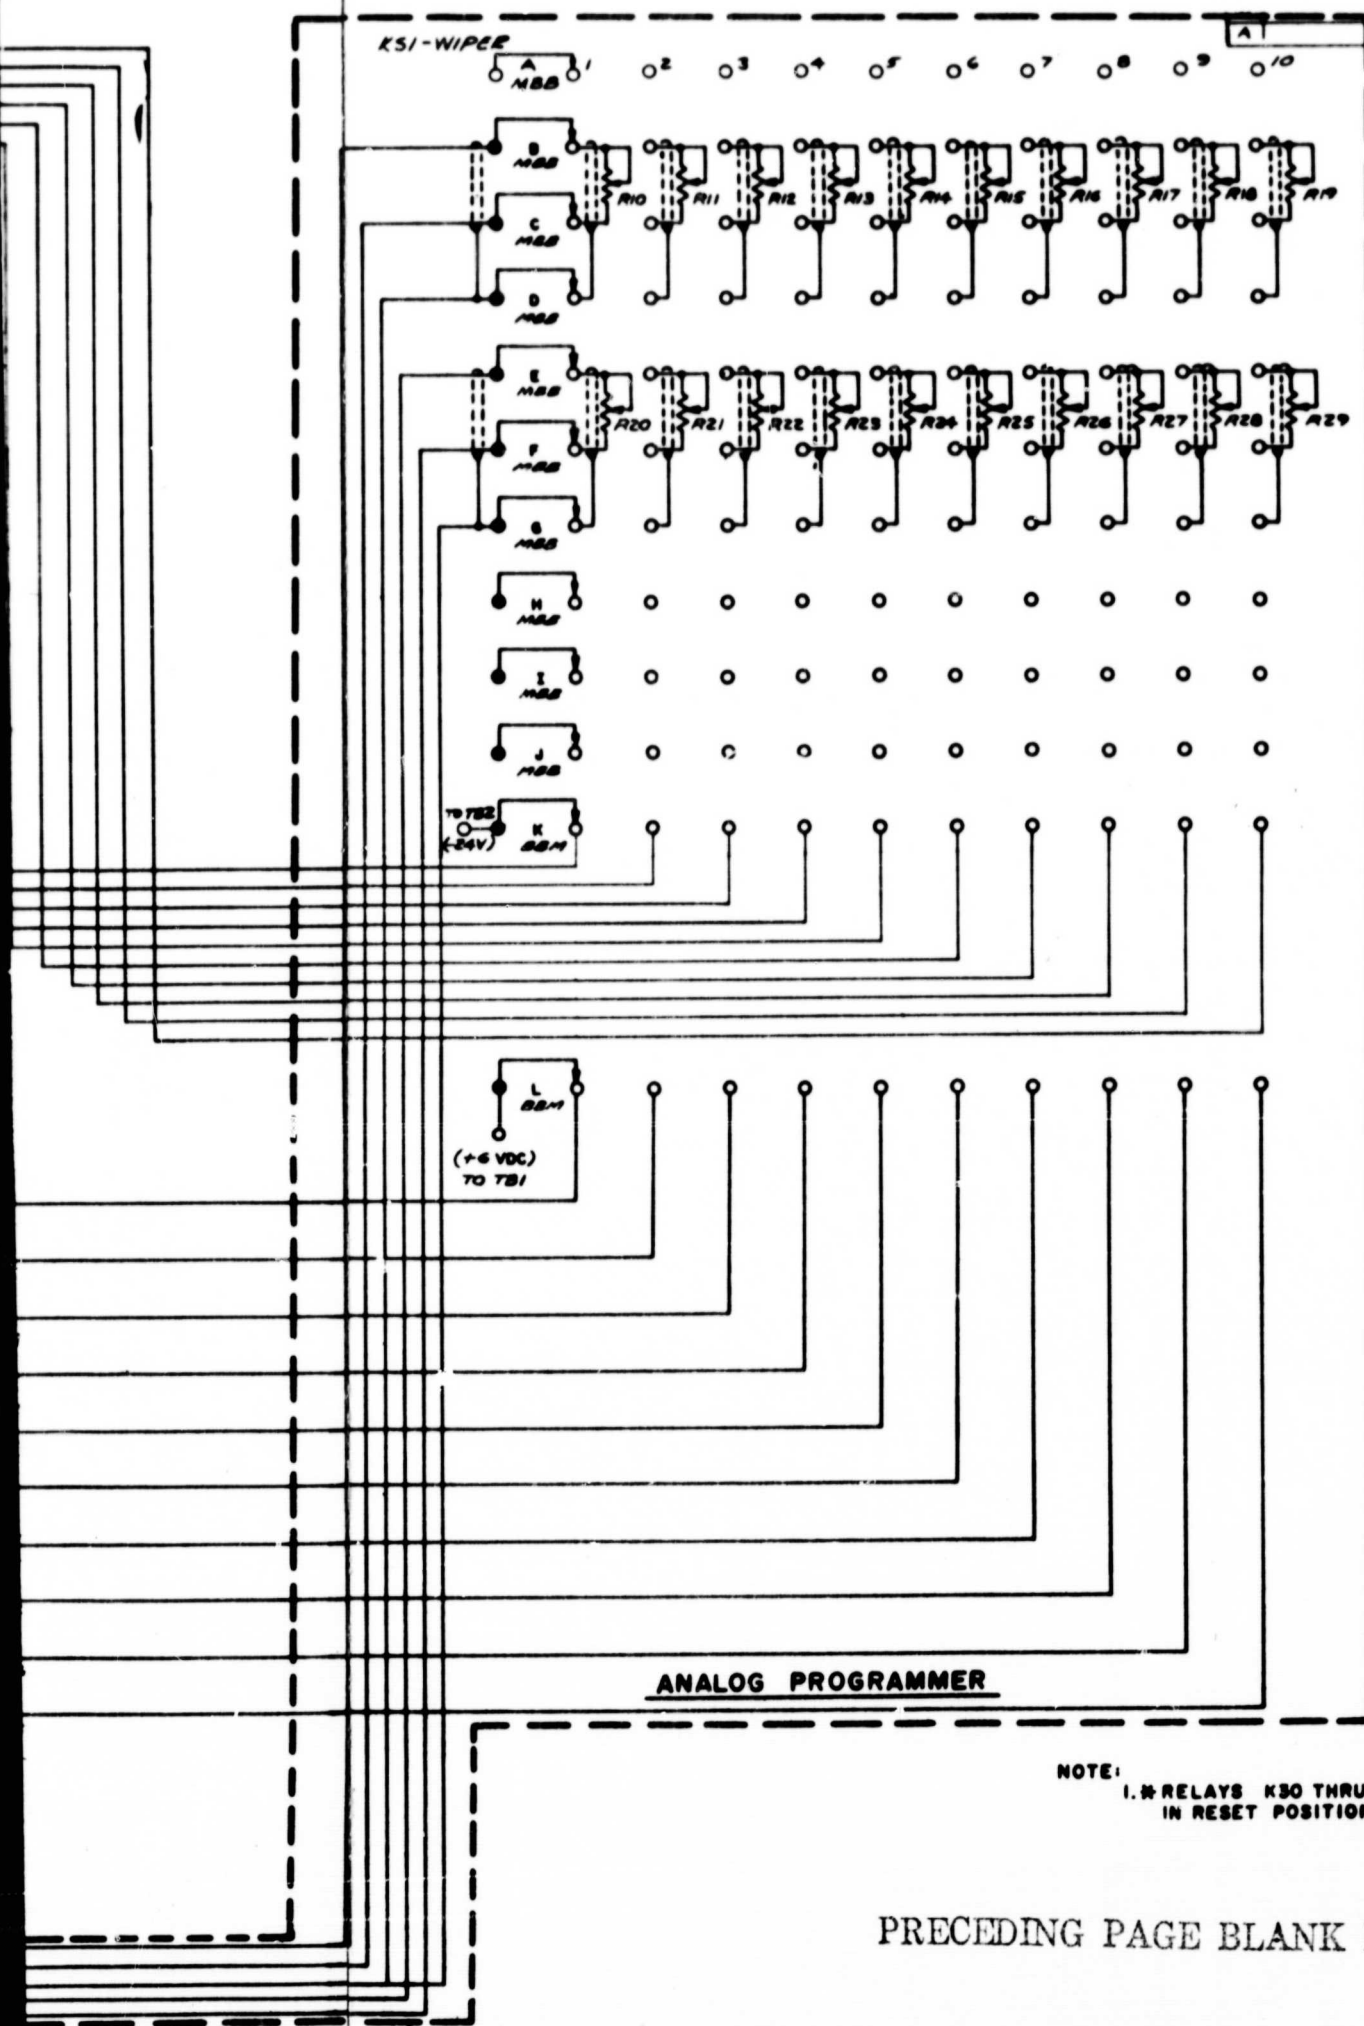 KS1-WIPER
A
A 1 2 3 4 5 6 7 8 9 10
MBB
B
MBB
R10 R11 R12 R13 R14 R15 R16 R17 R18 R19
C
MBB
D
MBB
E
MBB
R20 R21 R22 R23 R24 R25 R26 R27 R28 R29
F
MBB
G
MBB
H
MBB
I
MBB
J
MBB
TO TB2
(-24V)
K
BBM
L
BBM
(+6 VDC)
TO TB1
ANALOG PROGRAMMER
NOTE:
1.* RELAYS K30 THRU
IN RESET POSITION
PRECEDING PAGE BLANK